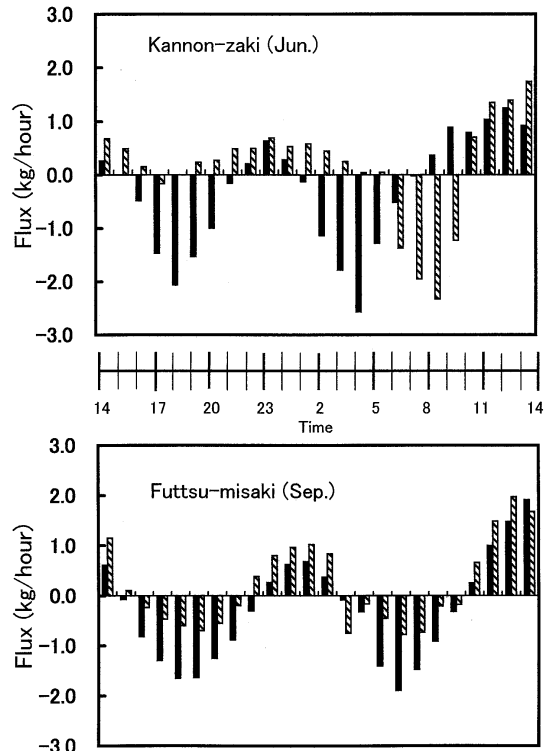 3.0
Kannon-zaki (Jun.)
2.0
1.0
0.0
-1.0
-2.0
-3.0
Flux (kg/hour)
14 17 20 23 2 5 8 11 14
Time
3.0
Futtsu-misaki (Sep.)
2.0
1.0
0.0
-1.0
-2.0
-3.0
Flux (kg/hour)